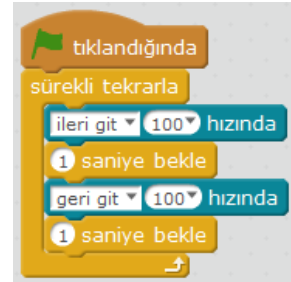 tıklandığında
sürekli tekrarla
ileri git 100 hızında
1 saniye bekle
geri git 100 hızında
1 saniye bekle